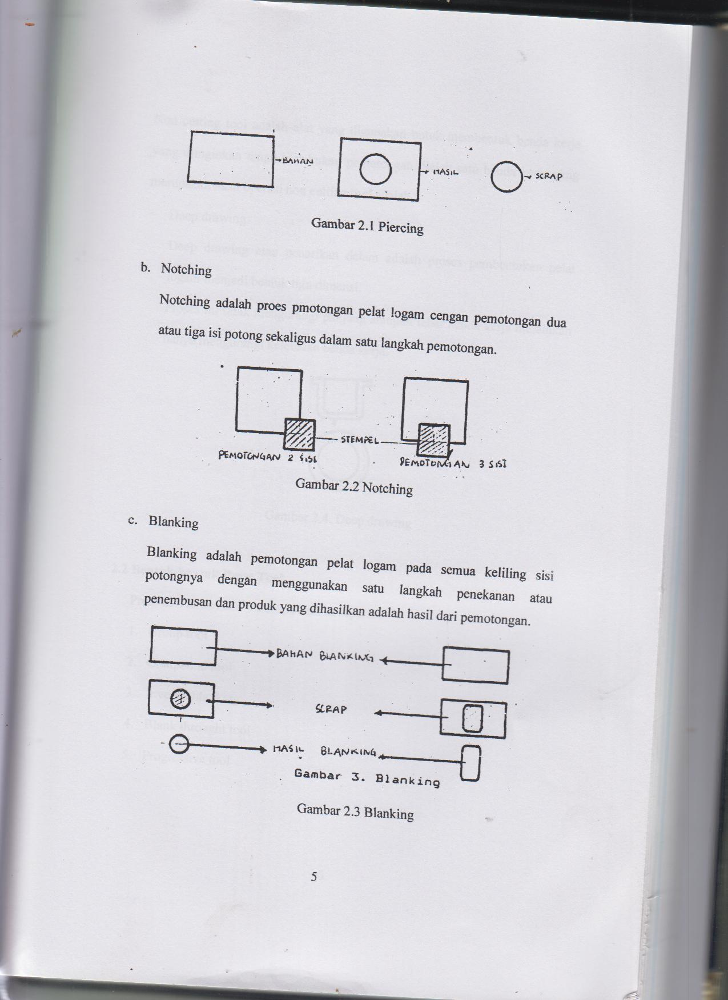 BAHAN
HASIL
SCRAP
Gambar 2.1 Piercing
b. Notching
Notching adalah proes pmotongan pelat logam cengan pemotongan dua
atau tiga isi potong sekaligus dalam satu langkah pemotongan.
STEMPEL
PEMOTONGAN 2 SISI
PEMOTONGAN 3 SISI
Gambar 2.2 Notching
c. Blanking
Blanking adalah pemotongan pelat logam pada semua keliling sisi
potongnya dengan menggunakan satu langkah penekanan atau
penembusan dan produk yang dihasilkan adalah hasil dari pemotongan.
BAHAN BLANKING
SCRAP
HASIL BLANKING
Gambar 3. Blanking
Gambar 2.3 Blanking
5